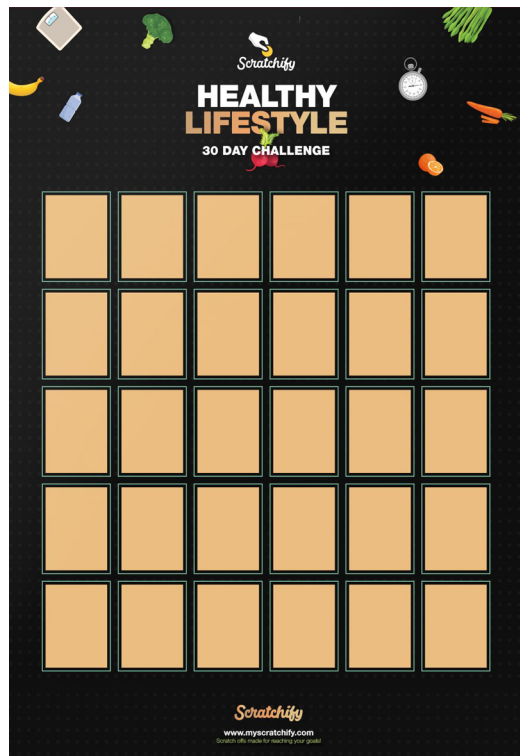 Scratchify
HEALTHY
LIFESTYLE
30 DAY CHALLENGE
Scratchify
www.myscratchify.com
Scratch offs made for reaching your goals!